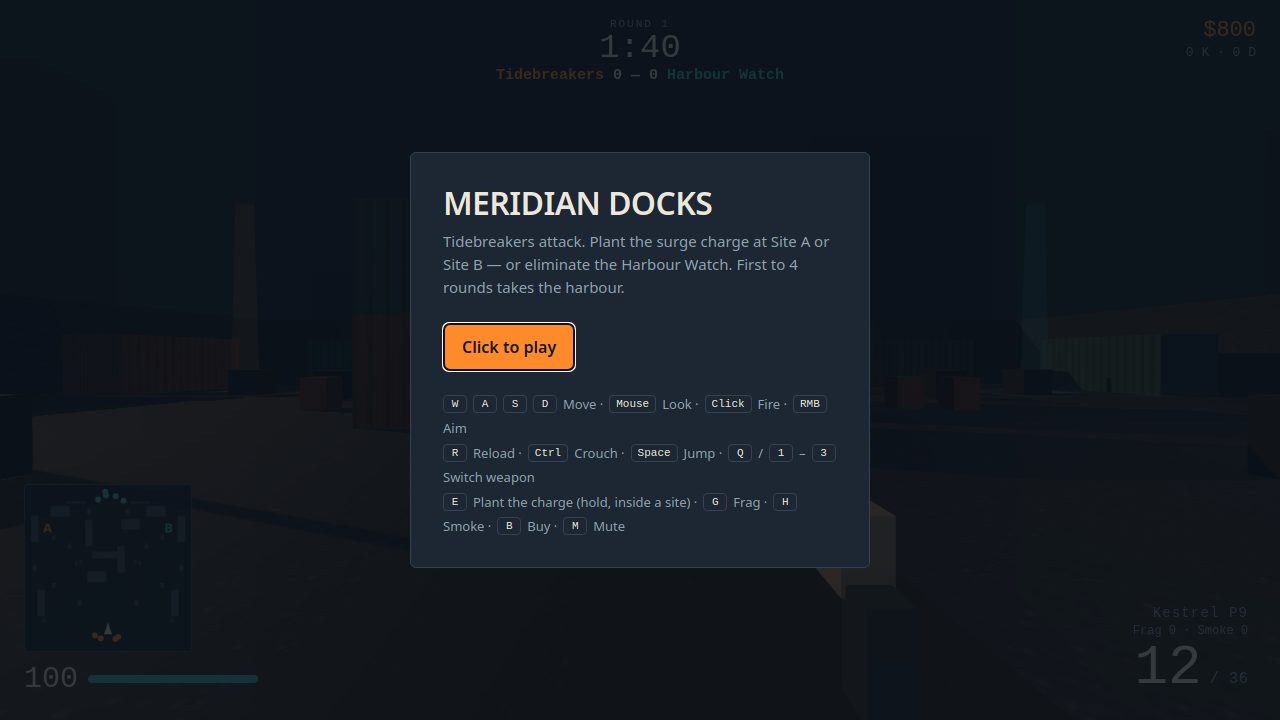 ROUND 1
1:40
Tidebreakers 0 — 0 Harbour Watch
$800
0 K · 0 D
MERIDIAN DOCKS
Tidebreakers attack. Plant the surge charge at Site A or
Site B — or eliminate the Harbour Watch. First to 4
rounds takes the harbour.
Click to play
W A S D Move · Mouse Look · Click Fire · RMB
Aim
R Reload · Ctrl Crouch · Space Jump · Q / 1 – 3
Switch weapon
E Plant the charge (hold, inside a site) · G Frag · H
Smoke · B Buy · M Mute
A B
100
Kestrel P9
Frag 0 · Smoke 0
12 / 36